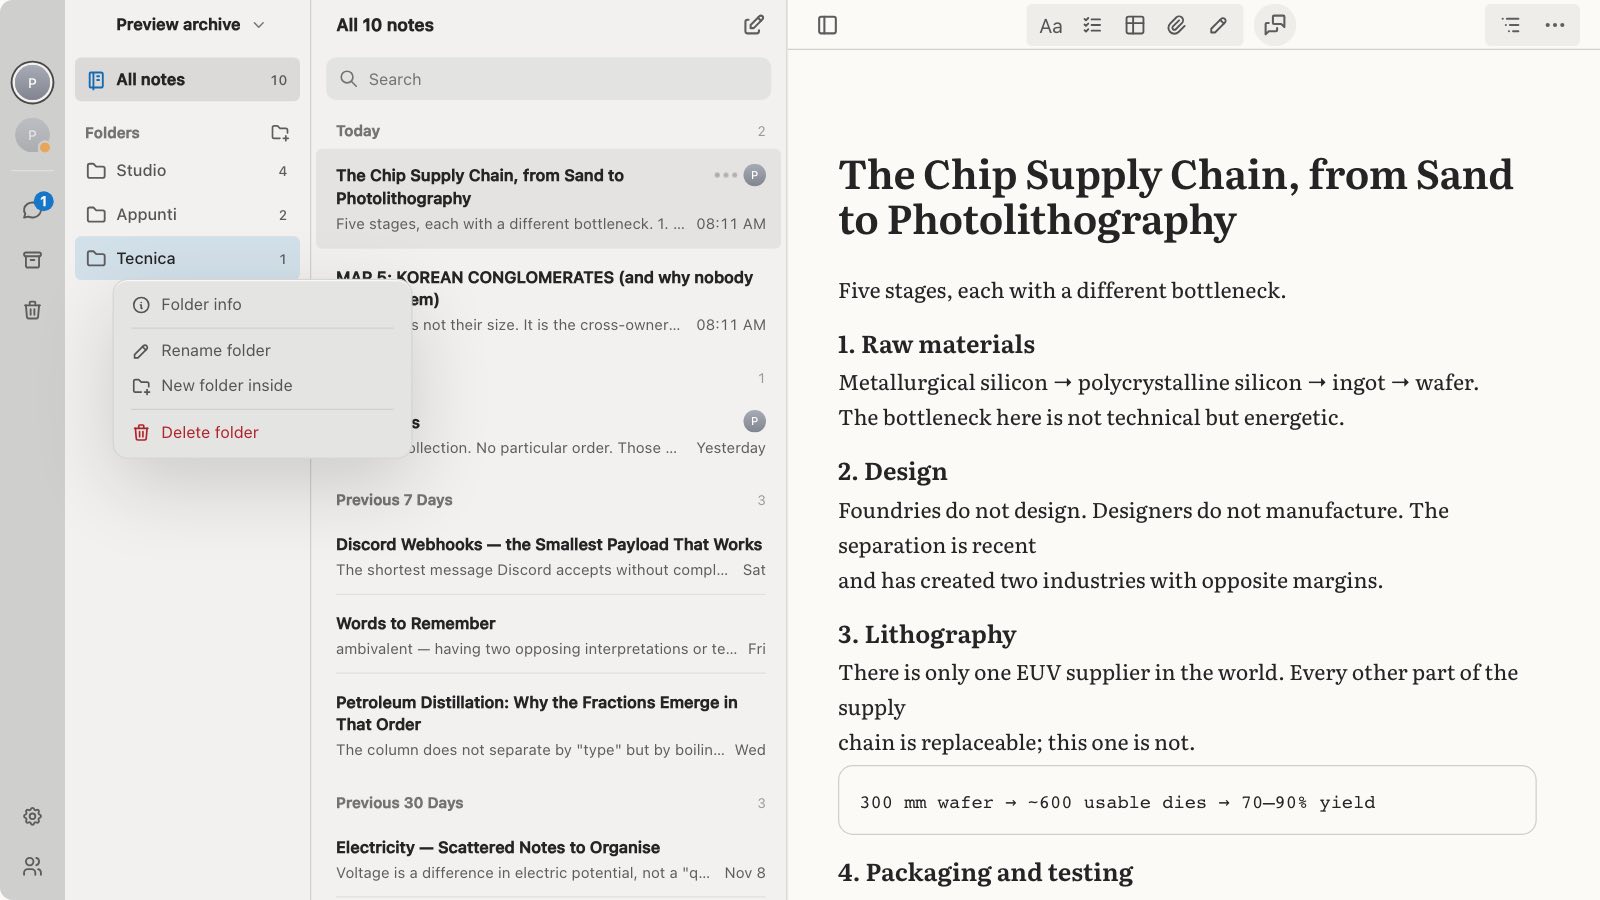 Preview archive
All notes 10
Folders
Studio 4
Appunti 2
Tecnica 1
Folder info
Rename folder
New folder inside
Delete folder
P
P
1
All 10 notes
Search
Today 2
The Chip Supply Chain, from Sand to
Photolithography
P
Five stages, each with a different bottleneck. 1. ... 08:11 AM
MAR 5: KOREAN CONGLOMERATES (and why nobody
em)
s not their size. It is the cross-owner... 08:11 AM
1
s
P
ollection. No particular order. Those ... Yesterday
Previous 7 Days 3
Discord Webhooks — the Smallest Payload That Works
The shortest message Discord accepts without compl... Sat
Words to Remember
ambivalent — having two opposing interpretations or te... Fri
Petroleum Distillation: Why the Fractions Emerge in
That Order
The column does not separate by "type" but by boilin... Wed
Previous 30 Days 3
Electricity — Scattered Notes to Organise
Voltage is a difference in electric potential, not a "q... Nov 8
Aa
The Chip Supply Chain, from Sand
to Photolithography
Five stages, each with a different bottleneck.
1. Raw materials
Metallurgical silicon → polycrystalline silicon → ingot → wafer.
The bottleneck here is not technical but energetic.
2. Design
Foundries do not design. Designers do not manufacture. The
separation is recent
and has created two industries with opposite margins.
3. Lithography
There is only one EUV supplier in the world. Every other part of the
supply
chain is replaceable; this one is not.
300 mm wafer → ~600 usable dies → 70–90% yield
4. Packaging and testing